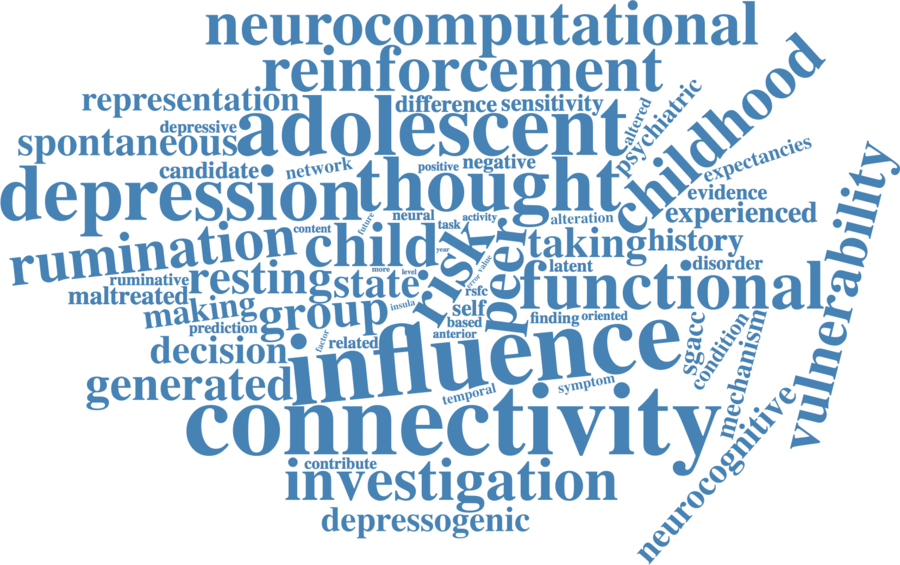 neurocomputational
reinforcement
representation
difference
sensitivity
altered
psychiatric
childhood
depressive
adolescent
spontaneous
candidate
network
positive
negative
expectancies
evidence
depression
thought
experienced
future
neural
task
activity
alteration
content
rumination
child
risk
peer
taking
history
year
vulnerability
ruminative
resting
state
more
level
error
value
latent
disorder
maltreated
making
group
insula
rsfc
self
functional
prediction
based
finding
oriented
sgacc
condition
mechanism
decision
factor
related
anterior
influence
generated
temporal
symptom
connectivity
neurocognitive
contribute
investigation
depressogenic